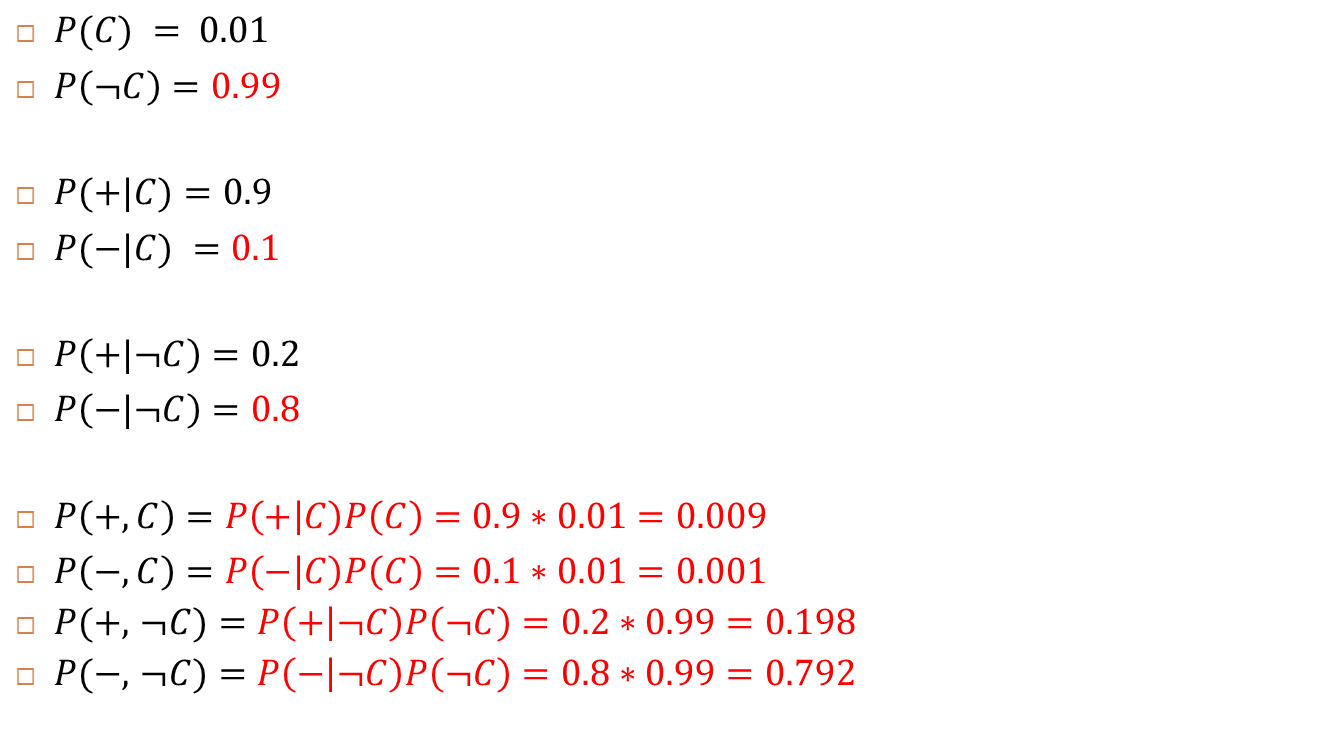 □ P(C) = 0.01
□ P(¬C) = 0.99
□ P(+|C) = 0.9
□ P(−|C) = 0.1
□ P(+|¬C) = 0.2
□ P(−|¬C) = 0.8
□ P(+, C) = P(+|C)P(C) = 0.9 ∗ 0.01 = 0.009
□ P(−, C) = P(−|C)P(C) = 0.1 ∗ 0.01 = 0.001
□ P(+, ¬C) = P(+|¬C)P(¬C) = 0.2 ∗ 0.99 = 0.198
□ P(−, ¬C) = P(−|¬C)P(¬C) = 0.8 ∗ 0.99 = 0.792